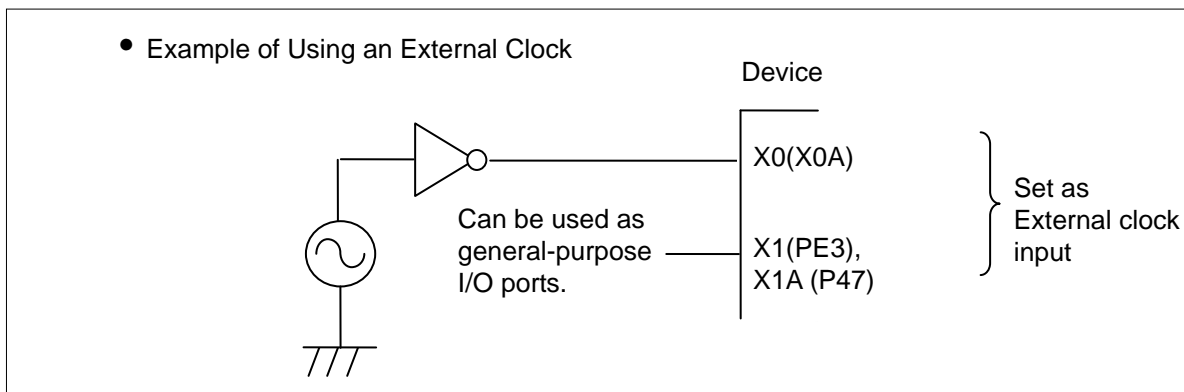 • Example of Using an External Clock
Device
X0(X0A)
Can be used as
general-purpose
I/O ports.
X1(PE3),
X1A (P47)
Set as
External clock
input